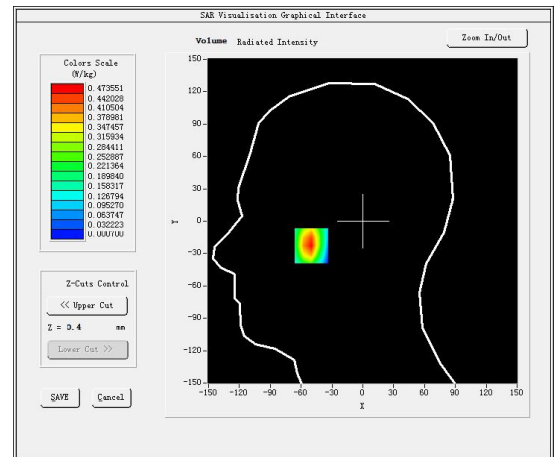 SAR Visualisation Graphical Interface
Volume Radiated Intensity
Zoom In/Out
Colors Scale
(W/kg)
0.473551
0.442028
0.410504
0.378981
0.347457
0.315934
0.284411
0.252887
0.221364
0.189840
0.158317
0.126794
0.095270
0.063747
0.032223
0.000700
Z-Cuts Control
<< Upper Cut
Z = 0.4 mm
Lower Cut >>
SAVE Cancel
150
120
90
60
30
0
-30
-60
-90
-120
-150
Y
-150 -120 -90 -60 -30 0 30 60 90 120 150
X